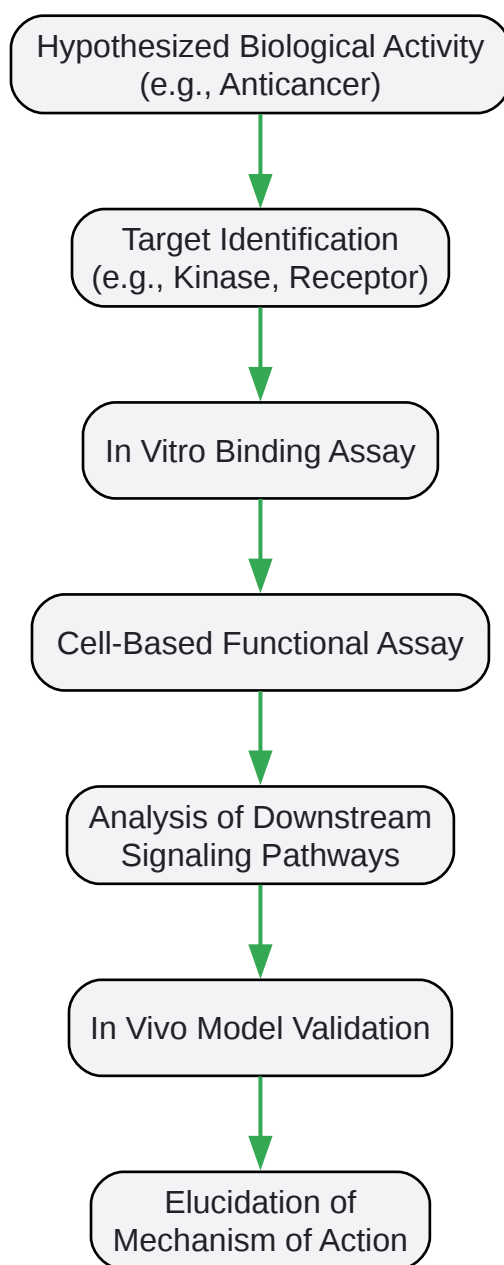 Hypothesized Biological Activity
(e.g., Anticancer)
Target Identification
(e.g., Kinase, Receptor)
In Vitro Binding Assay
Cell-Based Functional Assay
Analysis of Downstream
Signaling Pathways
In Vivo Model Validation
Elucidation of
Mechanism of Action